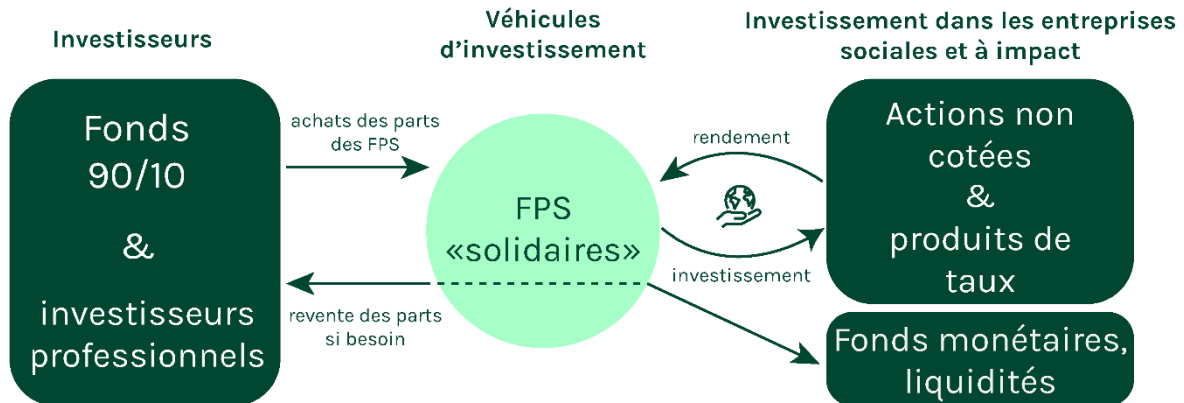 Investisseurs
Véhicules
d'investissement
Investissement dans les entreprises
sociales et à impact
Fonds
90/10
&
investisseurs
professionnels
achats des parts
des FPS
revente des parts
si besoin
FPS
«solidaires»
rendement
investissement
Actions non
cotées
&
produits de
taux
Fonds monétaires,
liquidités